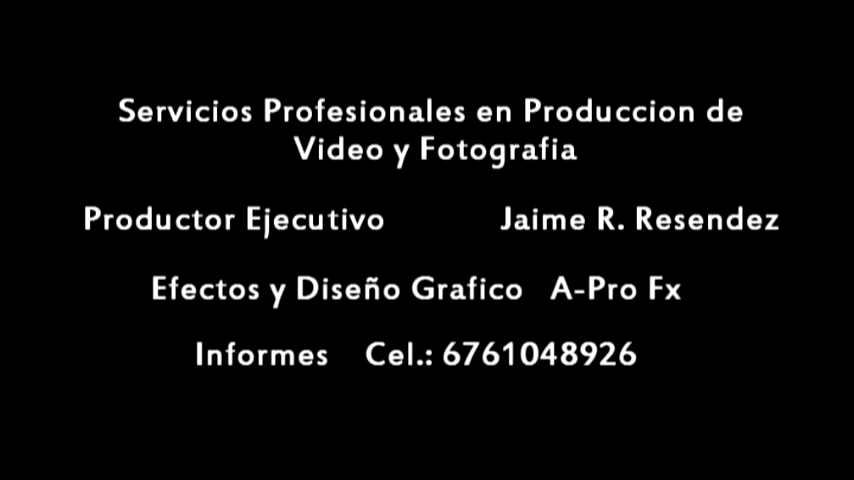 Servicios Profesionales en Produccion de
Video y Fotografia
Productor Ejecutivo Jaime R. Resendez
Efectos y Diseño Grafico A-Pro Fx
Informes Cel.: 6761048926